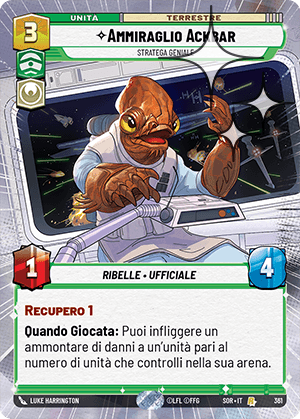 3
UNITÀ
TERRESTRE
AMMIRAGLIO ACKBAR
STRATEGA GENIALE
1
RIBELLE • UFFICIALE
4
RECUPERO 1
Quando Giocata: Puoi infliggere un
ammontare di danni a un'unità pari al
numero di unità che controlli nella sua arena.
LUKE HARRINGTON
©LFL ©FFG
SOR • IT
361